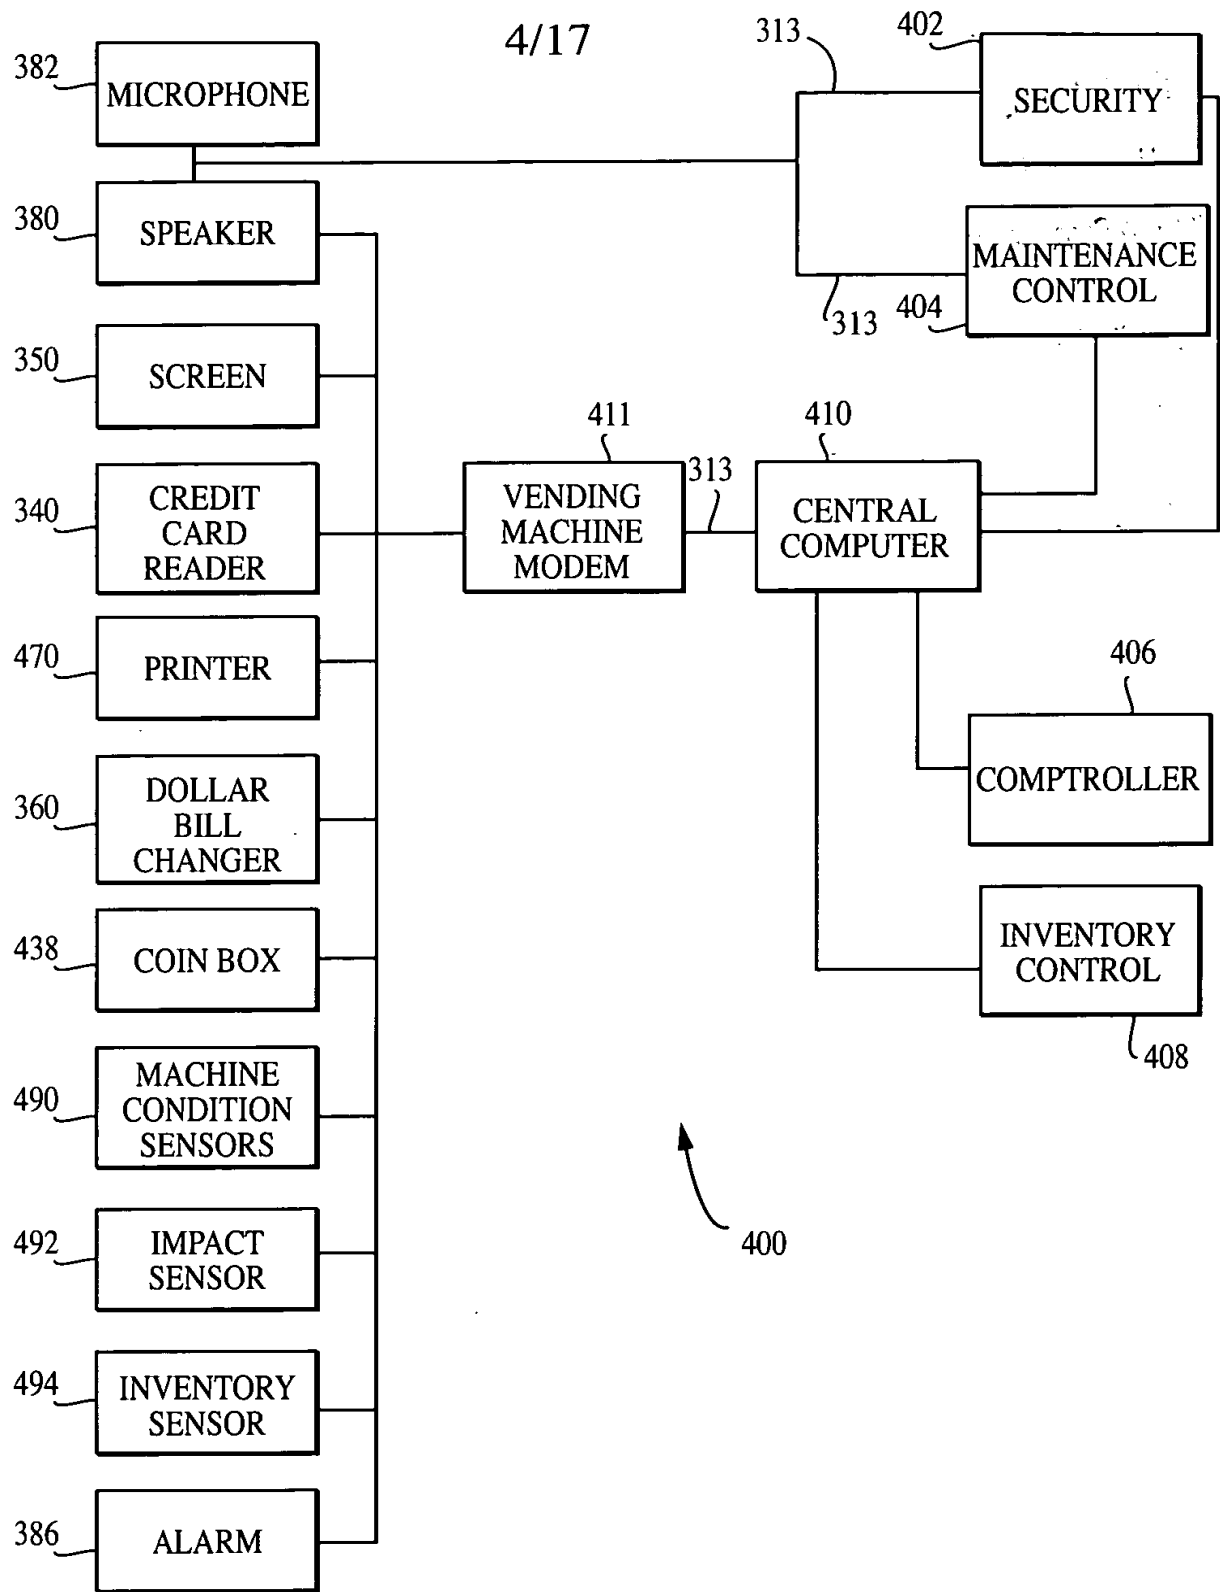 4/17
382
MICROPHONE
313
402
SECURITY
380
SPEAKER
MAINTENANCE
CONTROL
404
313
350
SCREEN
340
CREDIT
CARD
READER
411
VENDING
MACHINE
MODEM
313
410
CENTRAL
COMPUTER
470
PRINTER
406
COMPTROLLER
360
DOLLAR
BILL
CHANGER
438
COIN BOX
INVENTORY
CONTROL
408
490
MACHINE
CONDITION
SENSORS
400
492
IMPACT
SENSOR
494
INVENTORY
SENSOR
386
ALARM